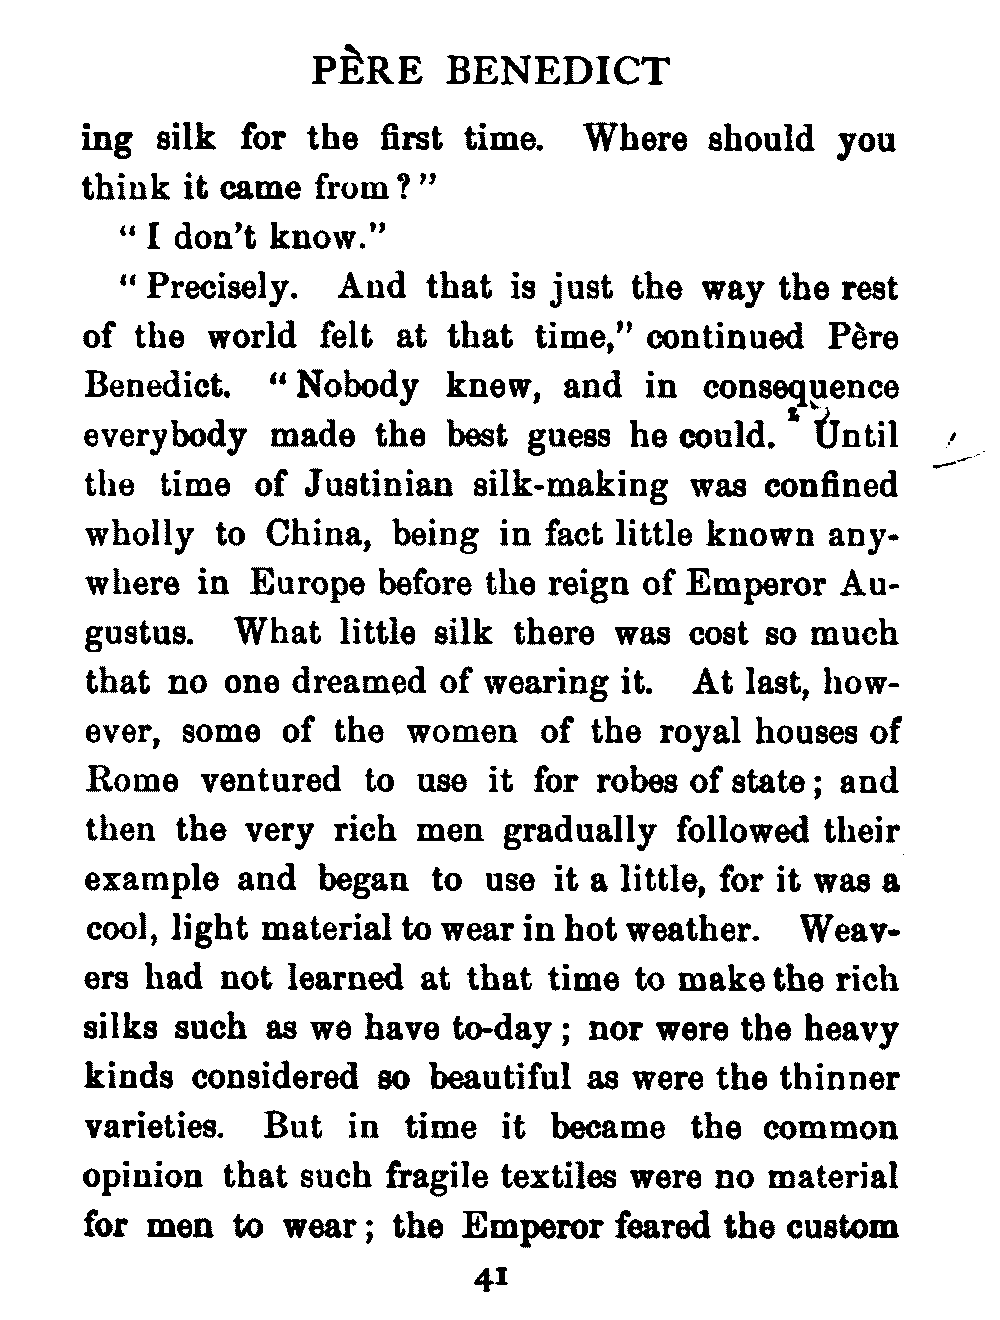 PÈRE BENEDICT
ing silk for the first time. Where should you
think it came from?"
"I don't know."
"Precisely. And that is just the way the rest
of the world felt at that time," continued Père
Benedict. "Nobody knew, and in consequence
everybody made the best guess he could. Until
the time of Justinian silk-making was confined
wholly to China, being in fact little known any-
where in Europe before the reign of Emperor Au-
gustus. What little silk there was cost so much
that no one dreamed of wearing it. At last, how-
ever, some of the women of the royal houses of
Rome ventured to use it for robes of state; and
then the very rich men gradually followed their
example and began to use it a little, for it was a
cool, light material to wear in hot weather. Weav-
ers had not learned at that time to make the rich
silks such as we have to-day; nor were the heavy
kinds considered so beautiful as were the thinner
varieties. But in time it became the common
opinion that such fragile textiles were no material
for men to wear; the Emperor feared the custom
41